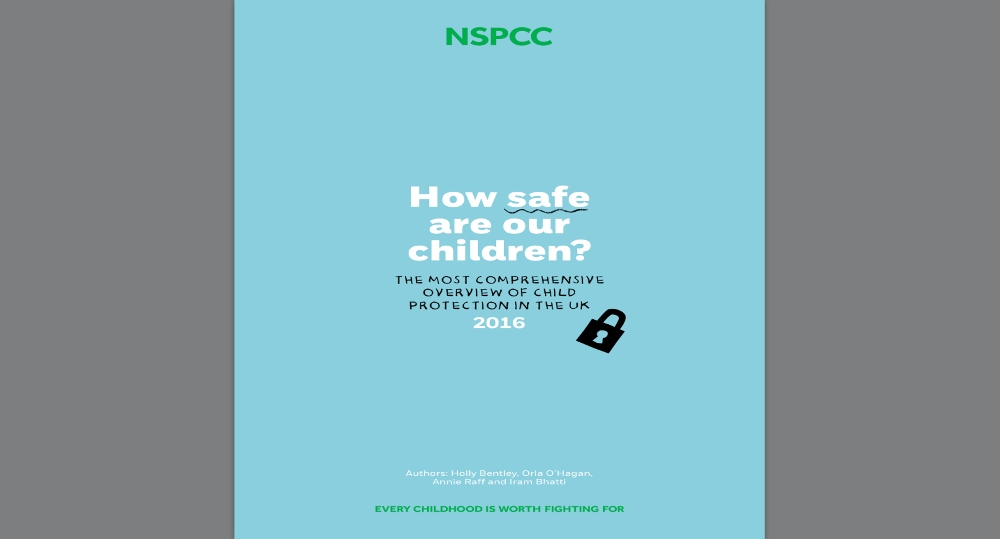 NSPCC
How safe
are our
children?
THE MOST COMPREHENSIVE
OVERVIEW OF CHILD
PROTECTION IN THE UK
2016
Authors: Holly Bentley, Orla O’Hagan,
Annie Raff and Iram Bhatti
EVERY CHILDHOOD IS WORTH FIGHTING FOR